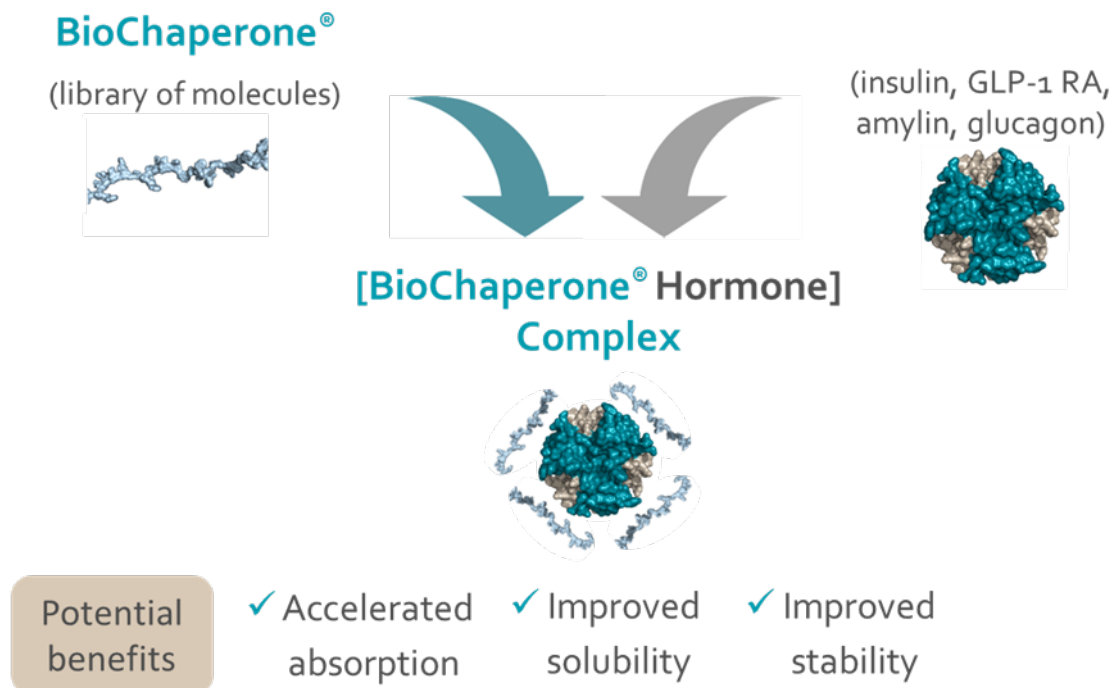 BioChaperone®
(library of molecules)
(insulin, GLP-1 RA,
amylin, glucagon)
[BioChaperone® Hormone]
Complex
Potential
benefits
✓ Accelerated
absorption
✓ Improved
solubility
✓ Improved
stability